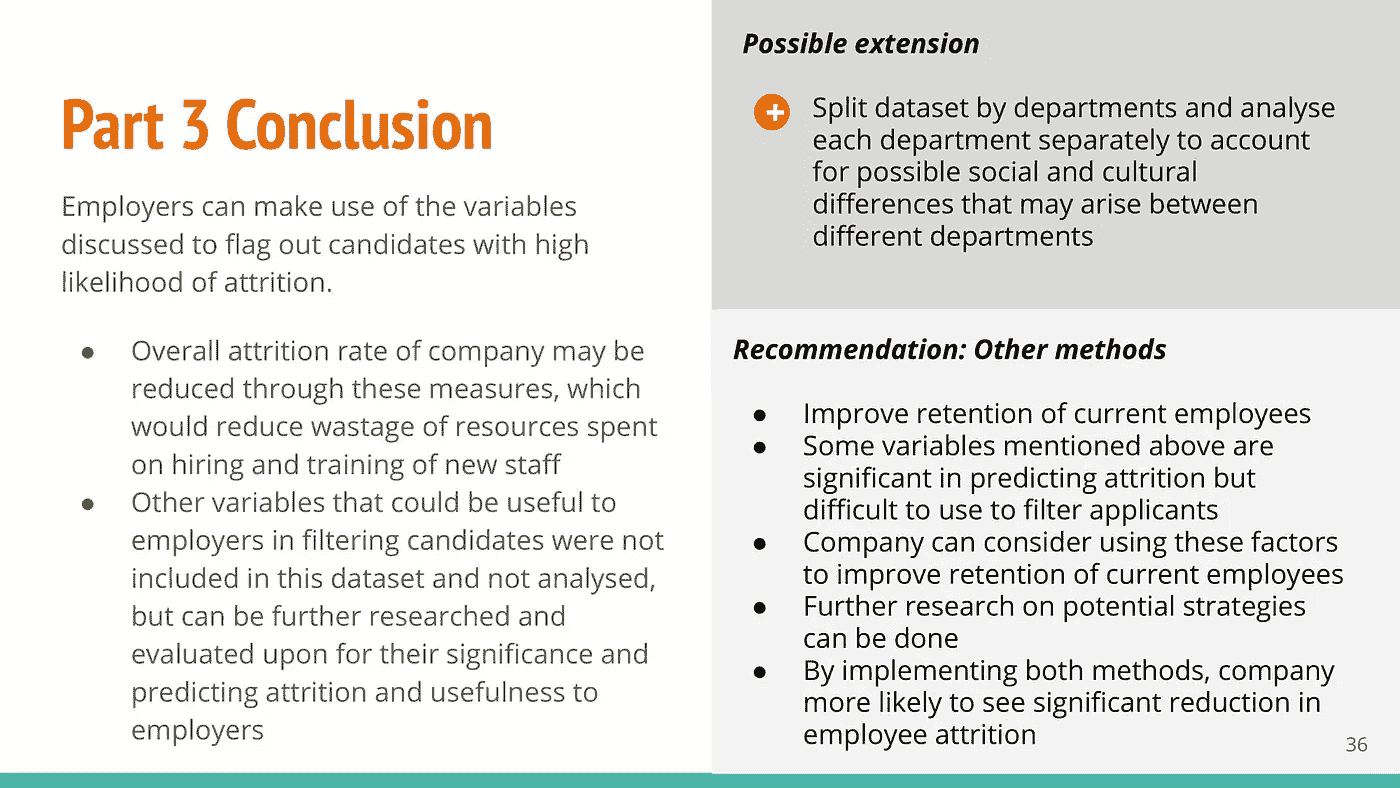 Part 3 Conclusion
Employers can make use of the variables
discussed to flag out candidates with high
likelihood of attrition.
● Overall attrition rate of company may be
reduced through these measures, which
would reduce wastage of resources spent
on hiring and training of new staff
● Other variables that could be useful to
employers in filtering candidates were not
included in this dataset and not analysed,
but can be further researched and
evaluated upon for their significance and
predicting attrition and usefulness to
employers
Possible extension
+ Split dataset by departments and analyse
each department separately to account
for possible social and cultural
differences that may arise between
different departments
Recommendation: Other methods
● Improve retention of current employees
● Some variables mentioned above are
significant in predicting attrition but
difficult to use to filter applicants
● Company can consider using these factors
to improve retention of current employees
● Further research on potential strategies
can be done
● By implementing both methods, company
more likely to see significant reduction in
employee attrition
36